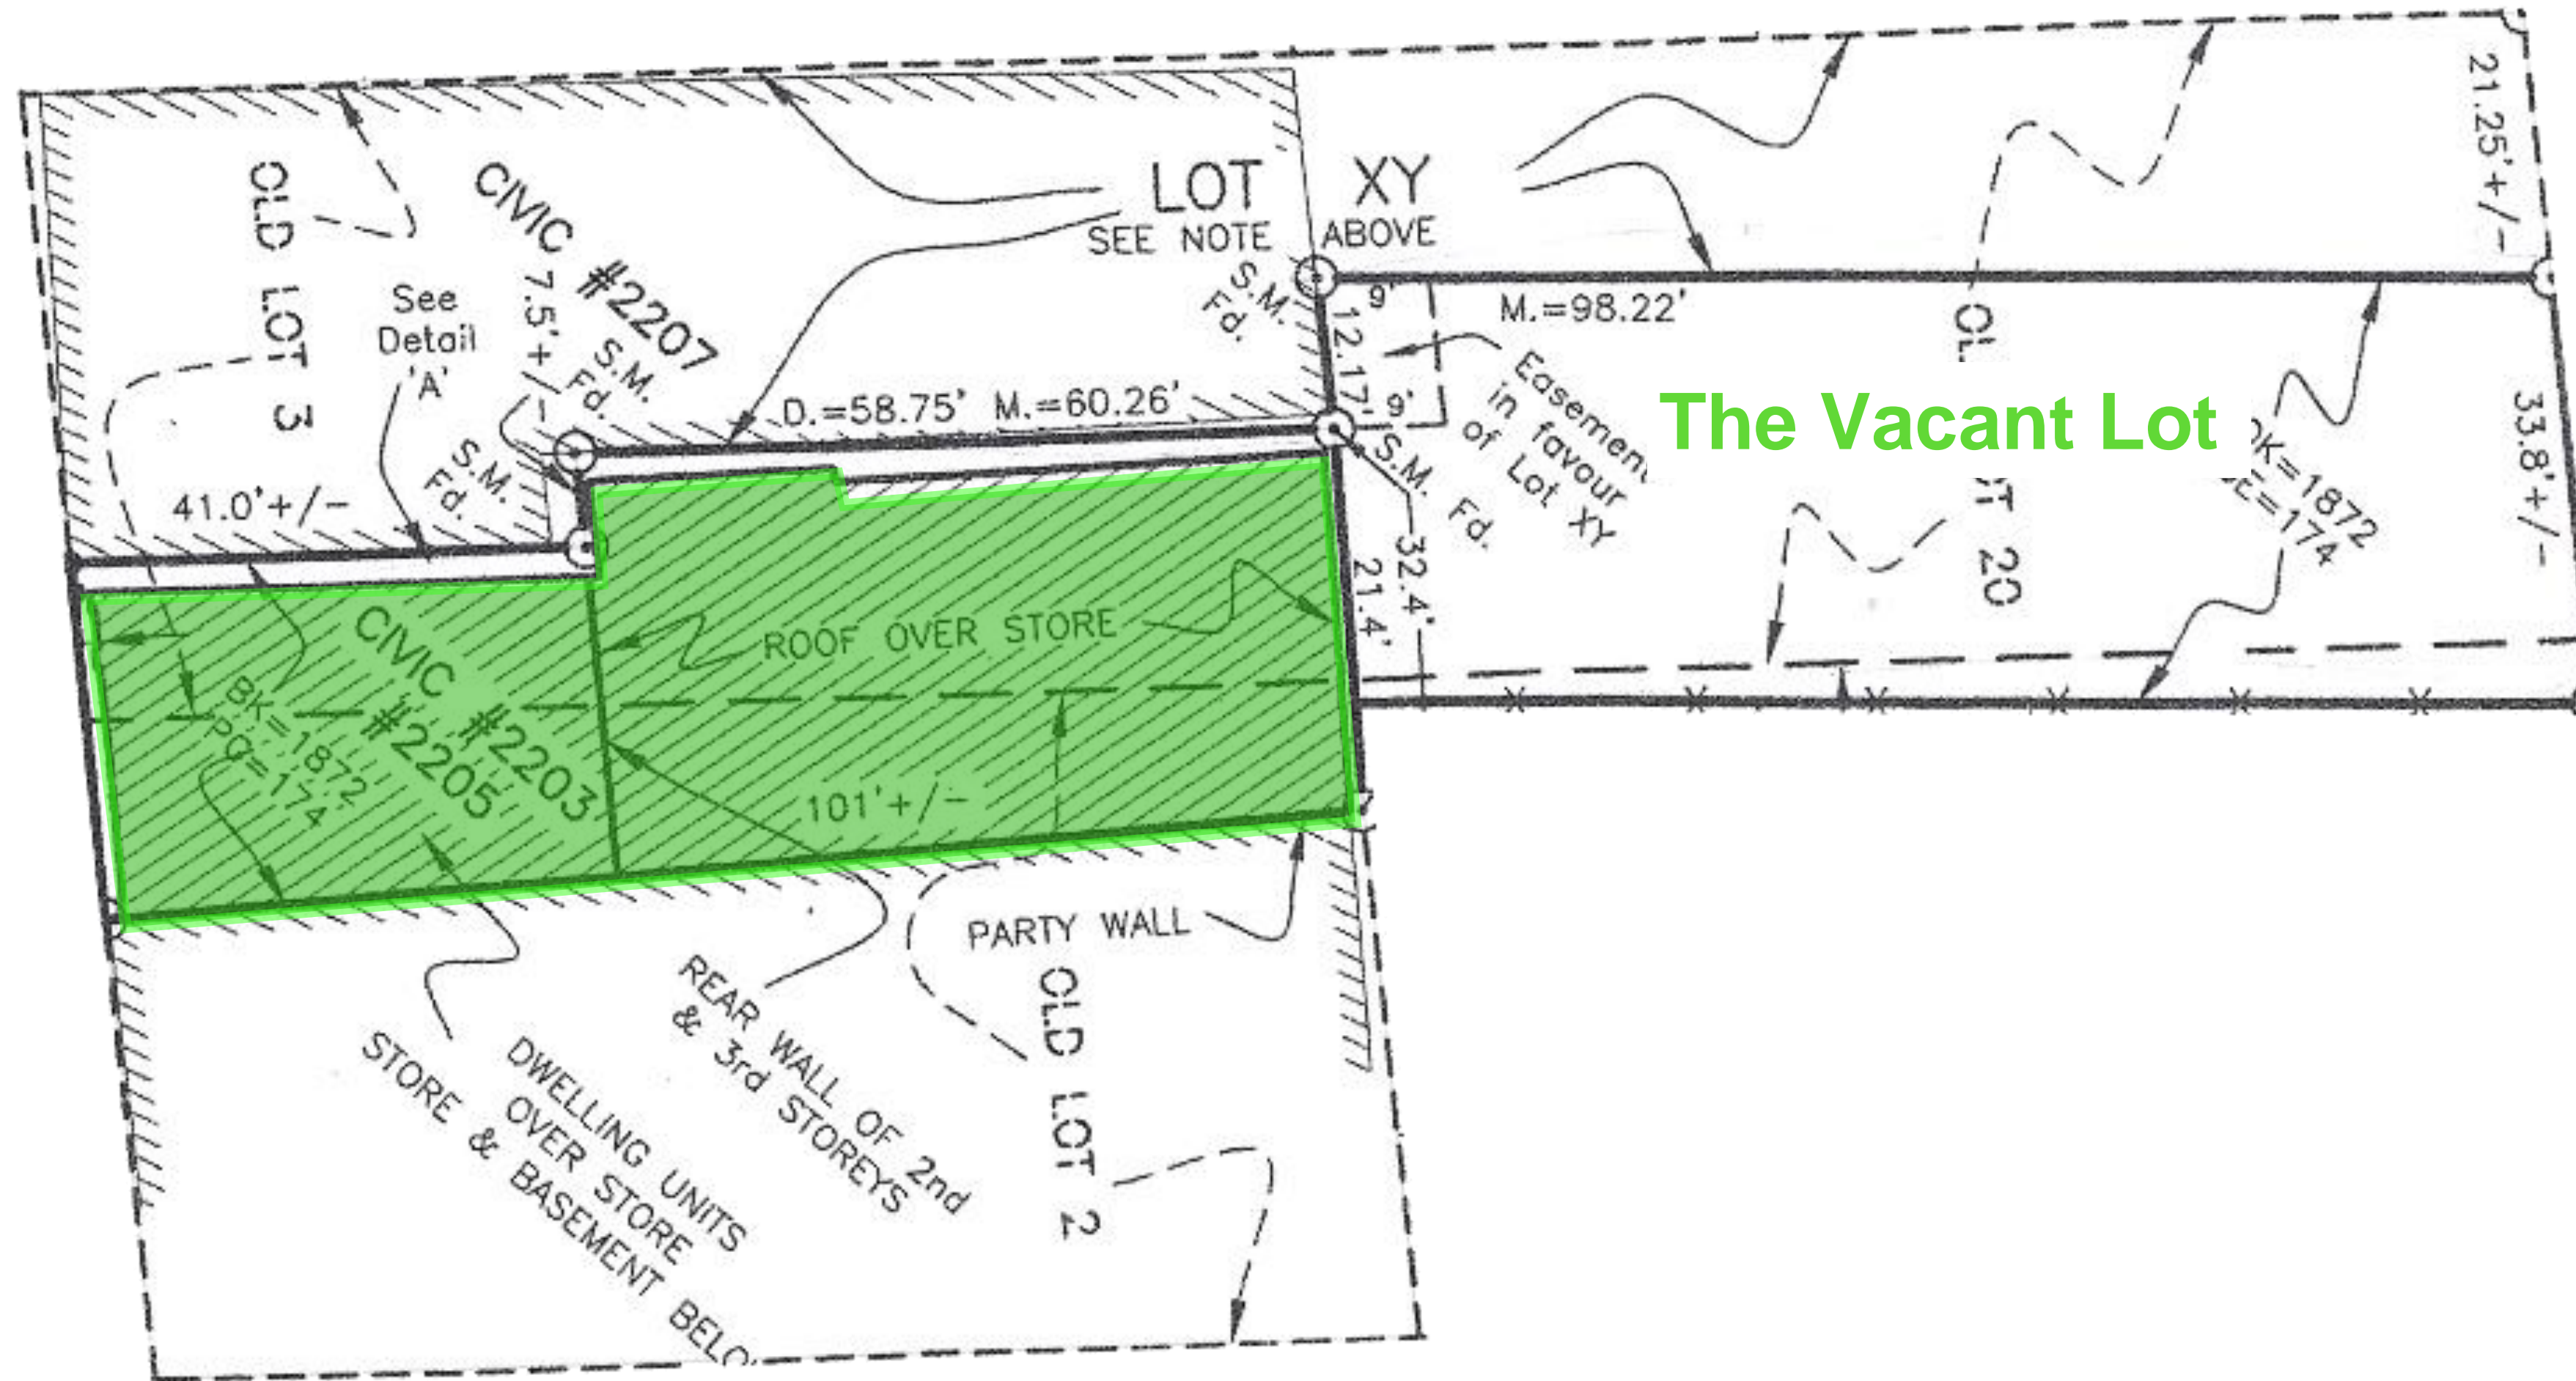 21.25'+/-
LOT XY
SEE NOTE ABOVE
OLD LOT 3
CIVIC #2207
See
Detail
'A'
7.5'+/-
S.M.
Fd.
S.M.
Fd.
41.0'+/-
D.=58.75' M.=60.26'
S.M.
Fd.
9'
12.17'
9'
M.=98.22'
Easement
in favour
of Lot XY
The Vacant Lot
20
=1872
=174
33.8'+/-
S.M. Fd.
32.4'
21.4'
CIVIC
#2203
#2205
BK=1872
PG=174
ROOF OVER STORE
101'+/-
PARTY WALL
OLD LOT 2
REAR WALL OF 2nd
& 3rd STOREYS
DWELLING UNITS
OVER STORE
STORE & BASEMENT